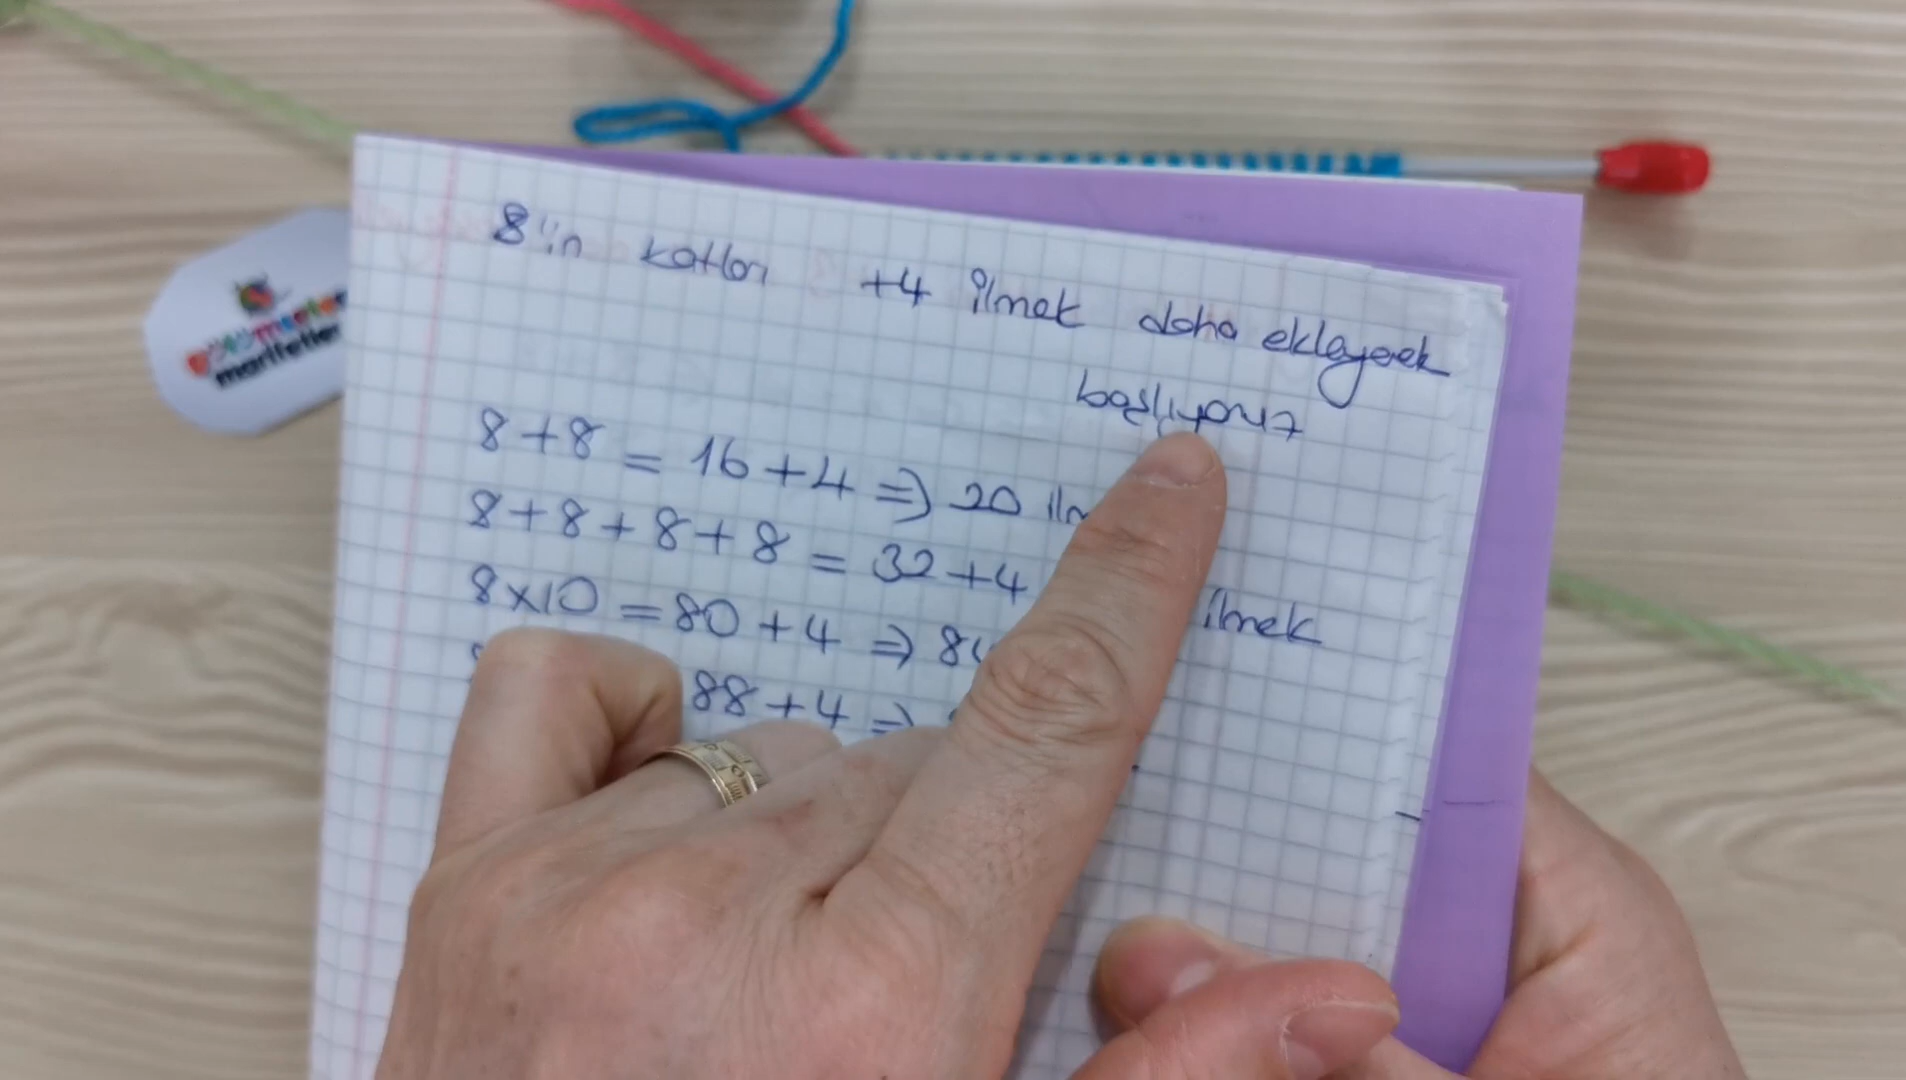 8'in katları +4 ilmek daha ekleyerek
başlıyoruz
8+8 = 16+4 ⇒ 20
8+8+8+8 = 32+4 ilmek
8x10 = 80+4 ⇒
88+4 ⇒
marifetler